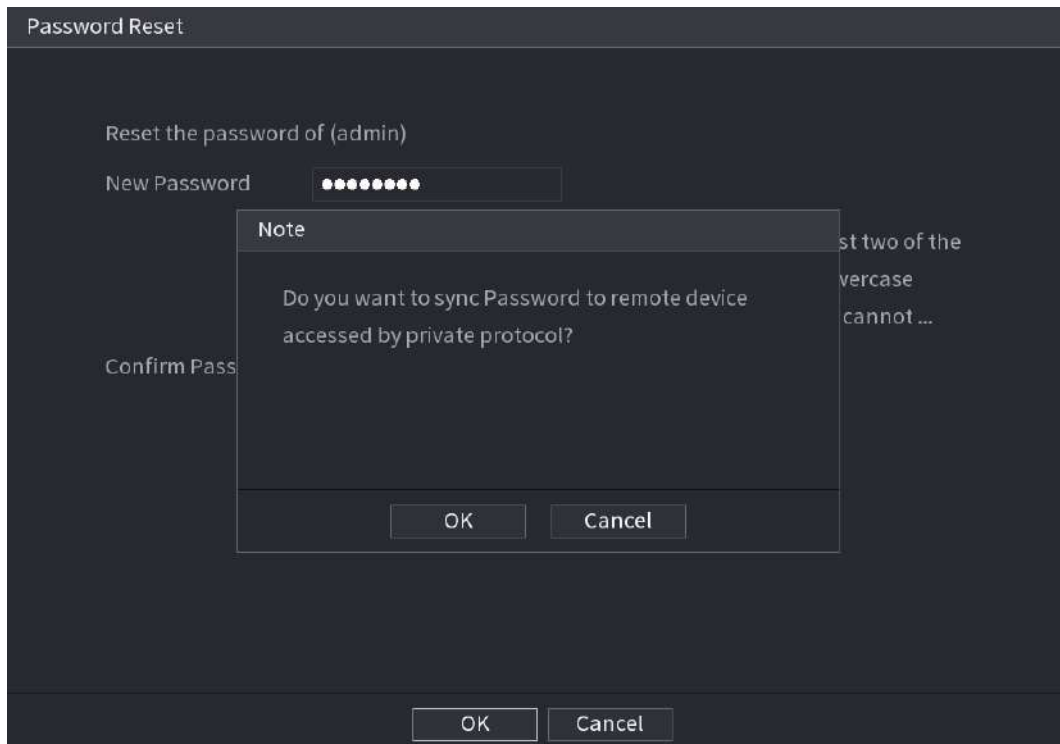 Password Reset
Reset the password of (admin)
New Password
Note
st two of the
Do you want to sync Password to remote device
accessed by private protocol?
cannot ...
Confirm Pass
OK Cancel
OK Cancel